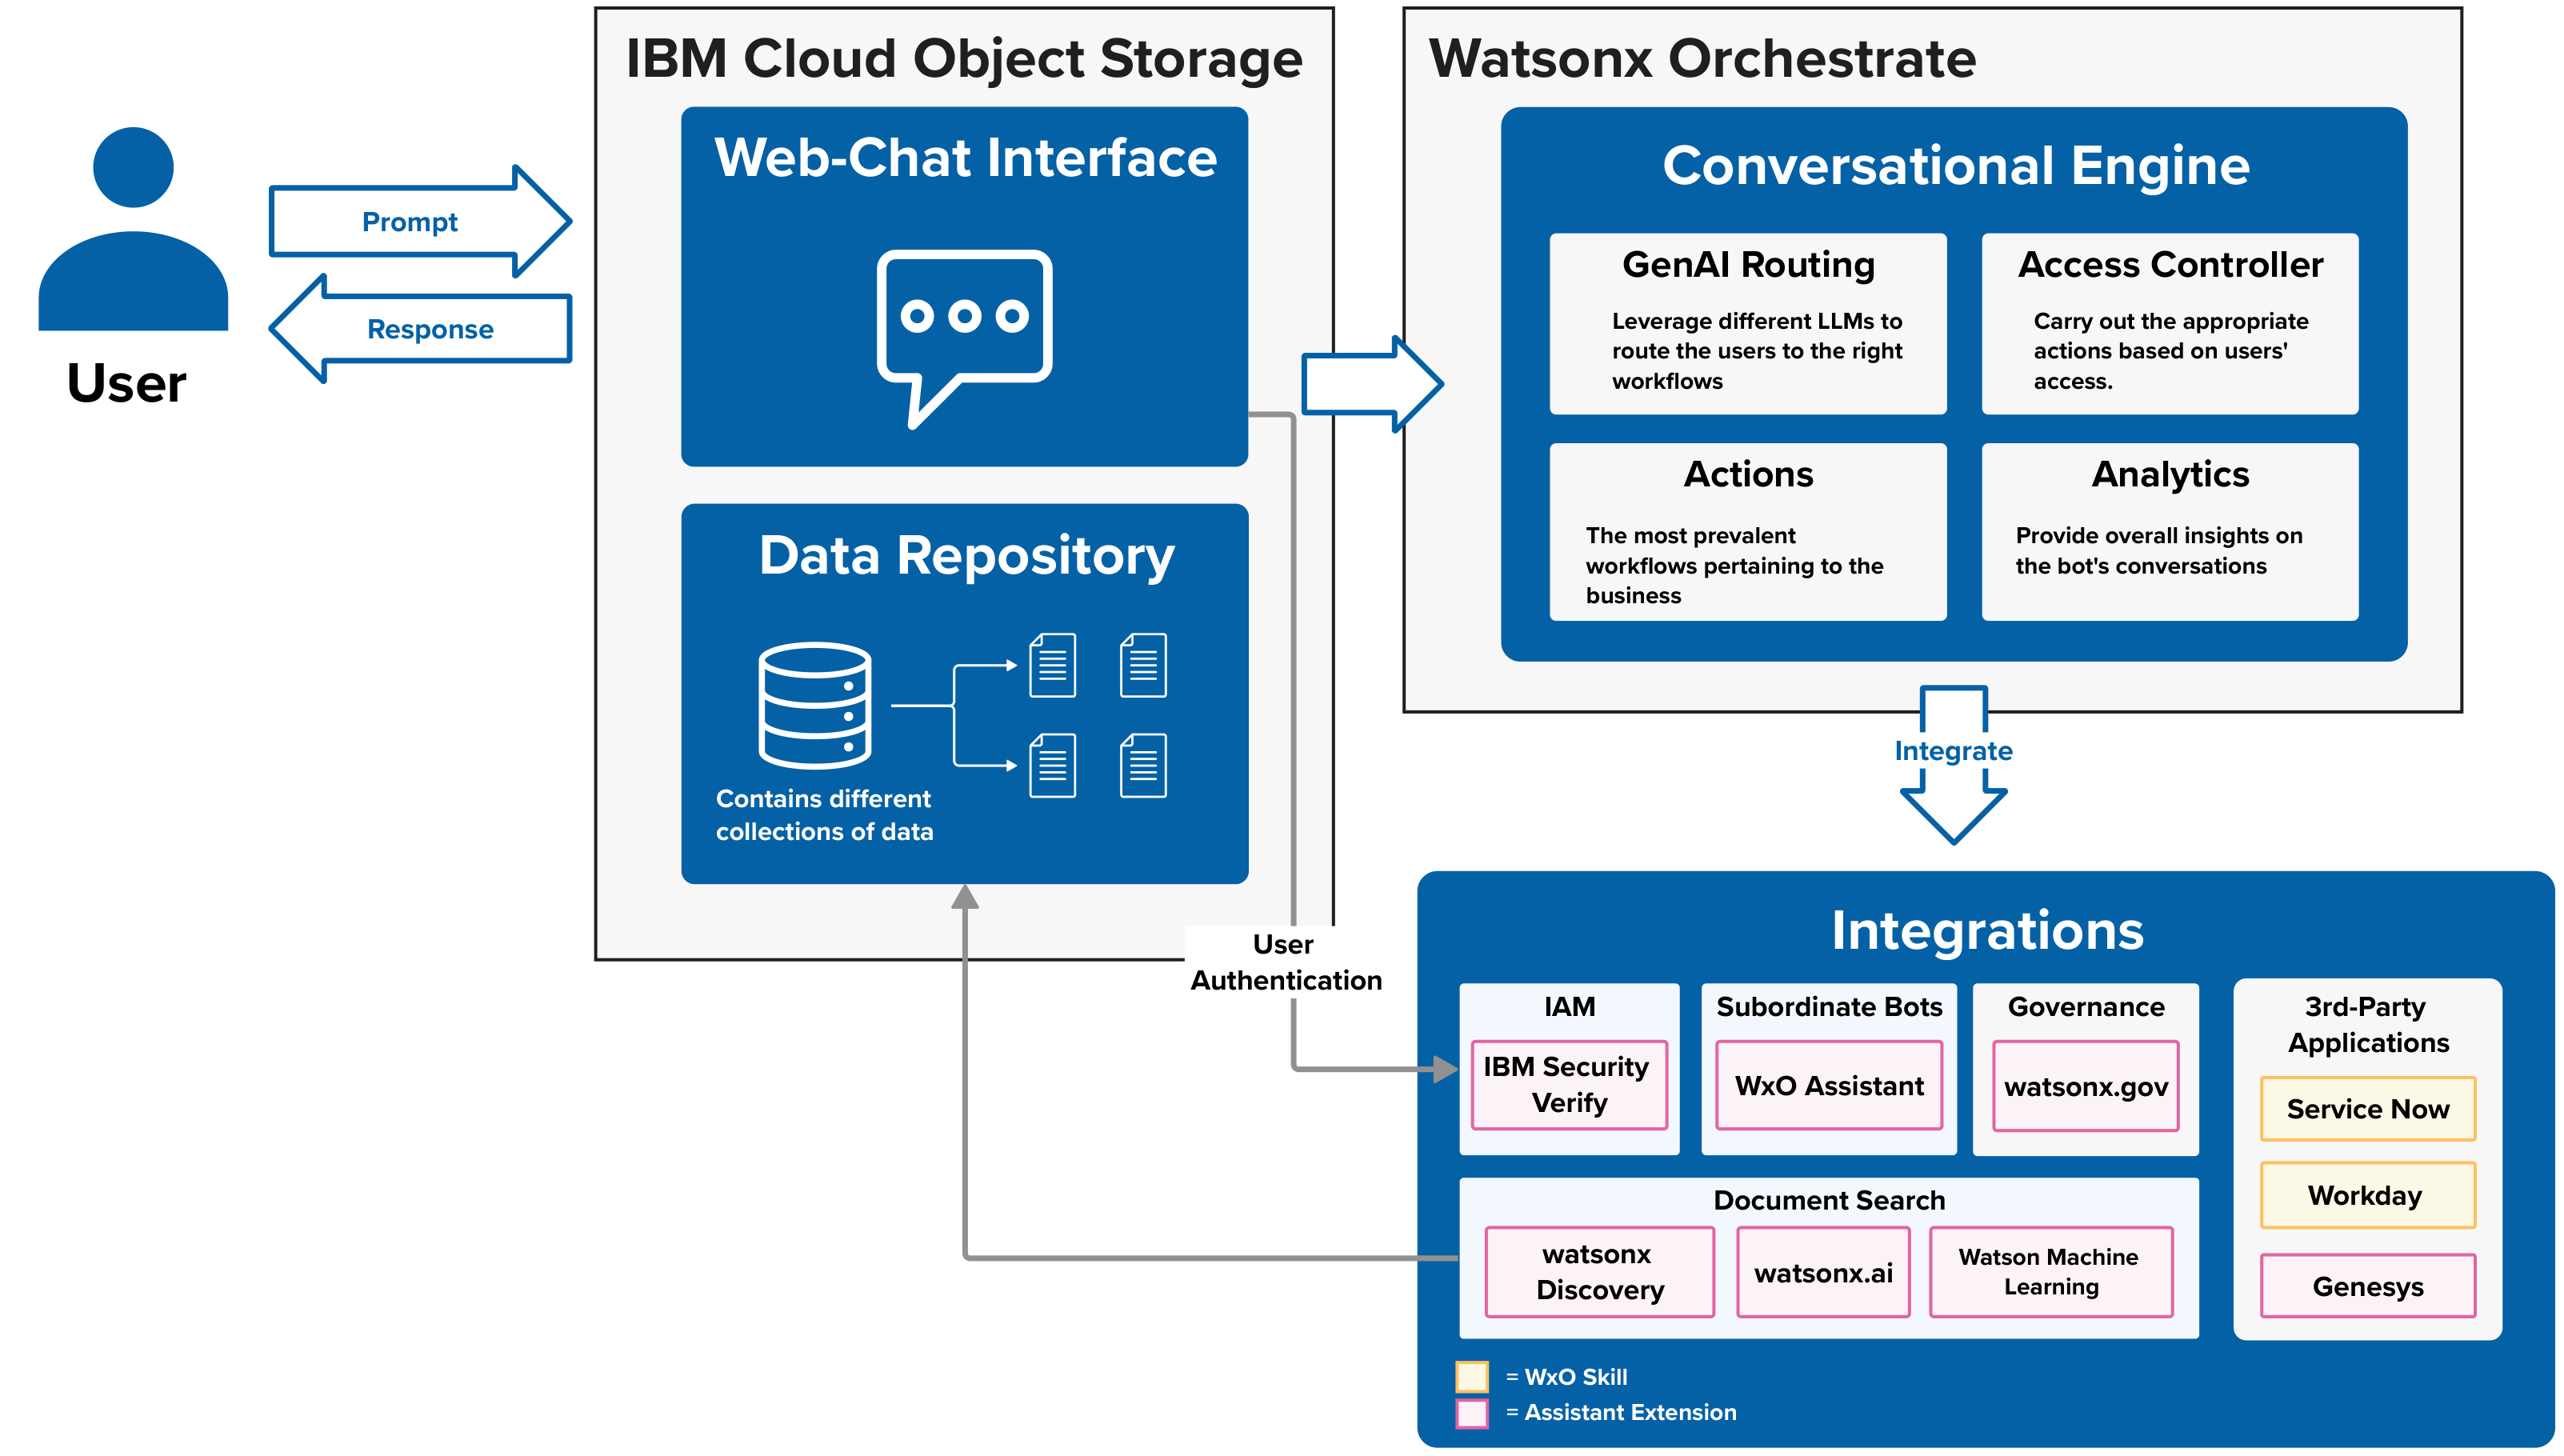 User
Prompt
Response
IBM Cloud Object Storage
Web-Chat Interface
Data Repository
Contains different
collections of data
User
Authentication
Watsonx Orchestrate
Conversational Engine
GenAI Routing
Leverage different LLMs to
route the users to the right
workflows
Access Controller
Carry out the appropriate
actions based on users'
access.
Actions
The most prevalent
workflows pertaining to the
business
Analytics
Provide overall insights on
the bot's conversations
Integrate
Integrations
IAM
IBM Security
Verify
Subordinate Bots
WxO Assistant
Governance
watsonx.gov
3rd-Party
Applications
Service Now
Workday
Genesys
Document Search
watsonx
Discovery
watsonx.ai
Watson Machine
Learning
= WxO Skill
= Assistant Extension